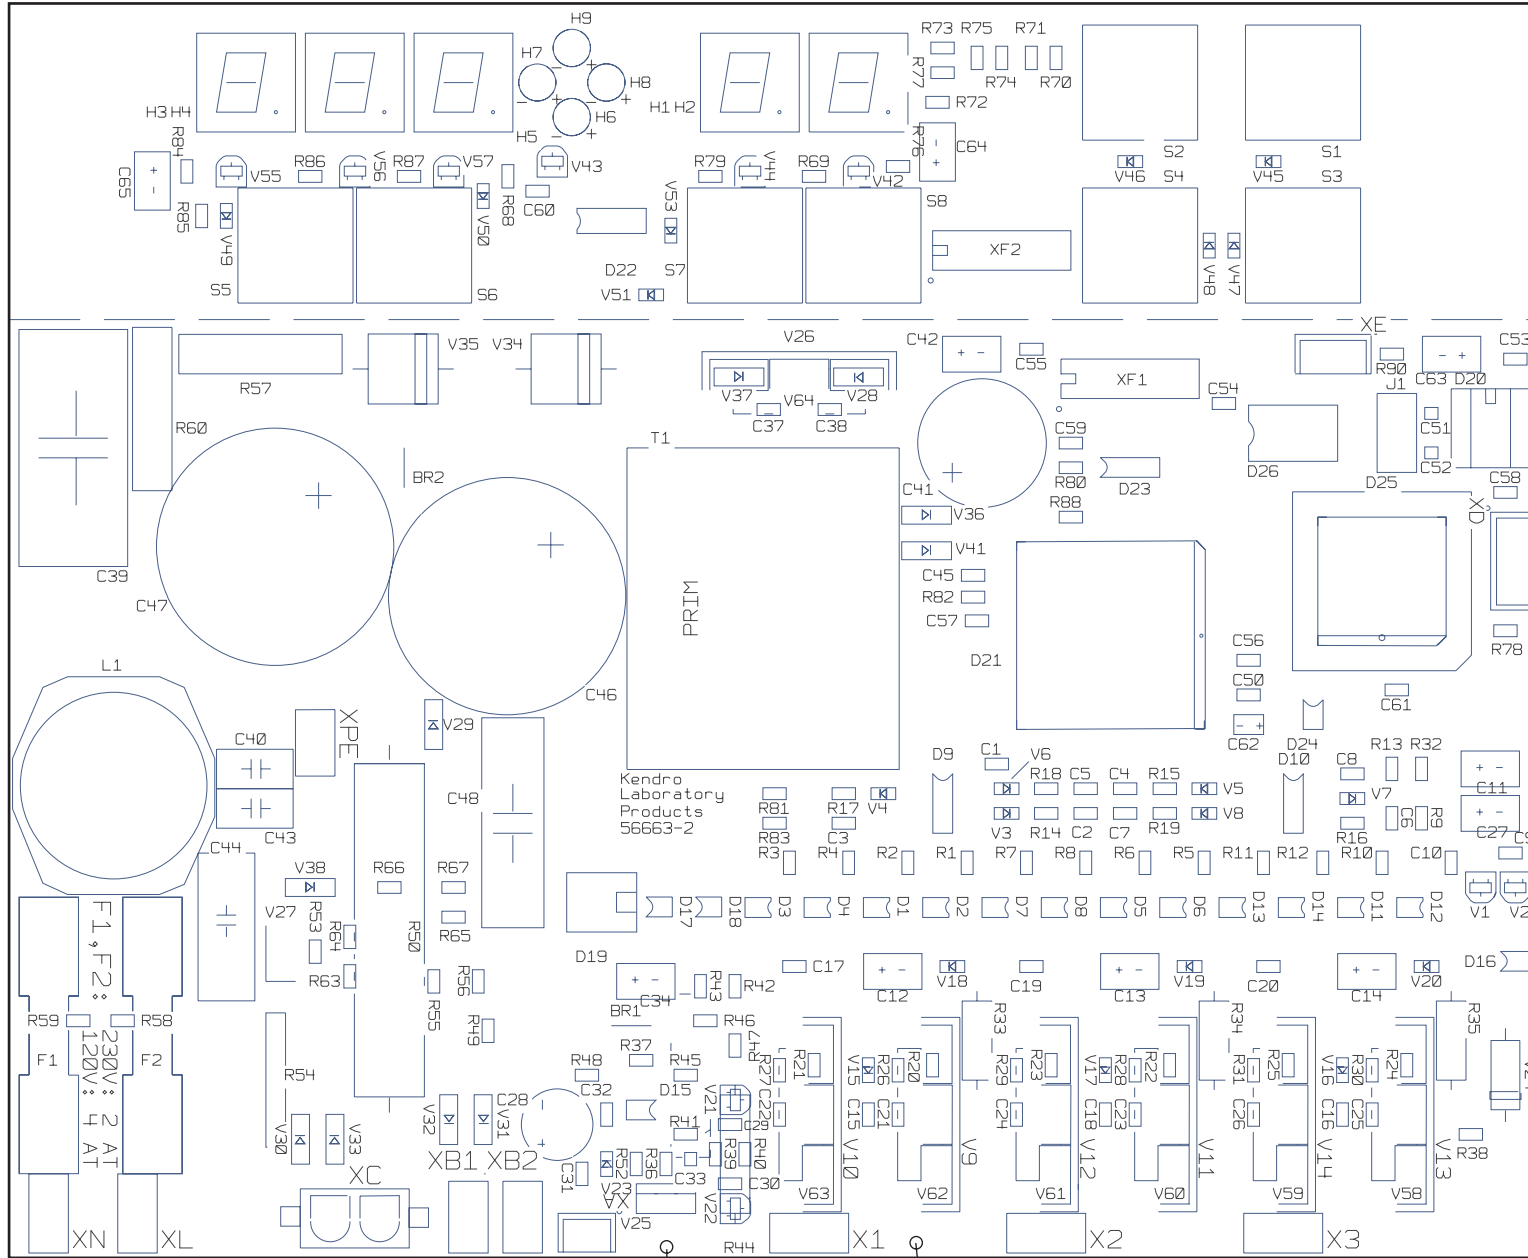 H9
R73 R75 R71
H7
H8
R77
R74 R70
R72
H3 H4
H1 H2
H6
H5
R84
R76
C64
S2
S1
C65
V55
R86
V56
R87
V57
R68
V43
R79
V44
R69
V42
V46 S4
V45 S3
C60
V53
S8
R85
V49
V50
XF2
D22
S7
V48
V47
S5
S6
V51
XE
V35 V34
V26
C42
C55
C53
R57
XF1
R90 C63 D20
J1
V37 V64 V28
C54
C37 C38
R60
C59
C51
T1
C52
BR2
R80
D23
D26
D25
C41
R88
C58
V36
XD
V41
C39
C45
C47
PRIM
R82
C57
C56
R78
L1
D21
C50
C46
C61
XPE
V29
C62
D24
C40
D9
C1 V6
D10
C8
R13 R32
Kendro
Laboratory
Products
56663-2
R18 C5 C4 R15
V5
C48
V7
C11
R81
R17 V4
C43
R83
C3
V3 R14 C2 C7 R19
V8
R16
C6
R9
C27
C44
R3 R4 R2 R1 R7 R8 R6 R5 R11 R12 R10 C10
C9
V38
R66
R67
V27
R53
R64
R50
R65
D17 D18 D3 D4 D1 D2 D7 D8 D5 D6 D13 D14 D11 D12
V1
V2
F1,F2:
230V: 2 AT
120V: 4 AT
D19
R63
R55
R56
C34
R43
R42
C17
C12
V18
C19
C13
V19
C20
C14
V20
D16
R59
R58
R49
BR1
R46
R33
R34
R35
F1
F2
R37
R47
R54
R48
R45
R27
R21
V15
R26
R20
R29
R23
V17
R28
R22
R31
R25
V16
R30
R24
C28
C32
D15
V21
V30
V33
V32
V31
R41
C29
C22
C15
C21
C24
C18
C23
C26
C16
C25
R38
XB1 XB2
C31
R52
R36
C33
R39
R40
V10
V9
V12
V11
V14
V13
XC
V23
C30
V63 V62 V61 V60 V59 V58
XA
V25
V22
XN
XL
R44
X1
X2
X3